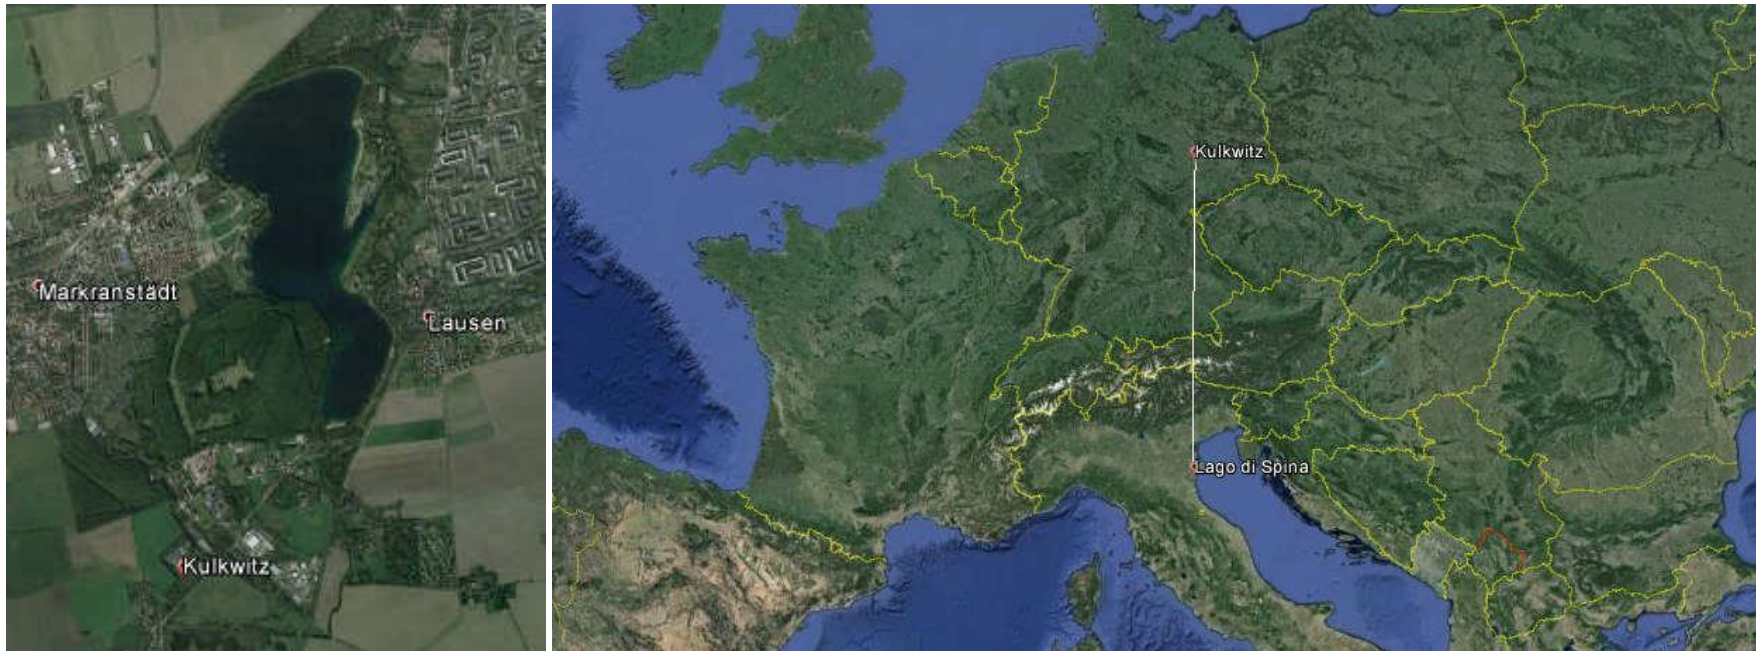 Markranstädt
Lausen
Kulkwitz
Kulkwitz
Lago di Spina